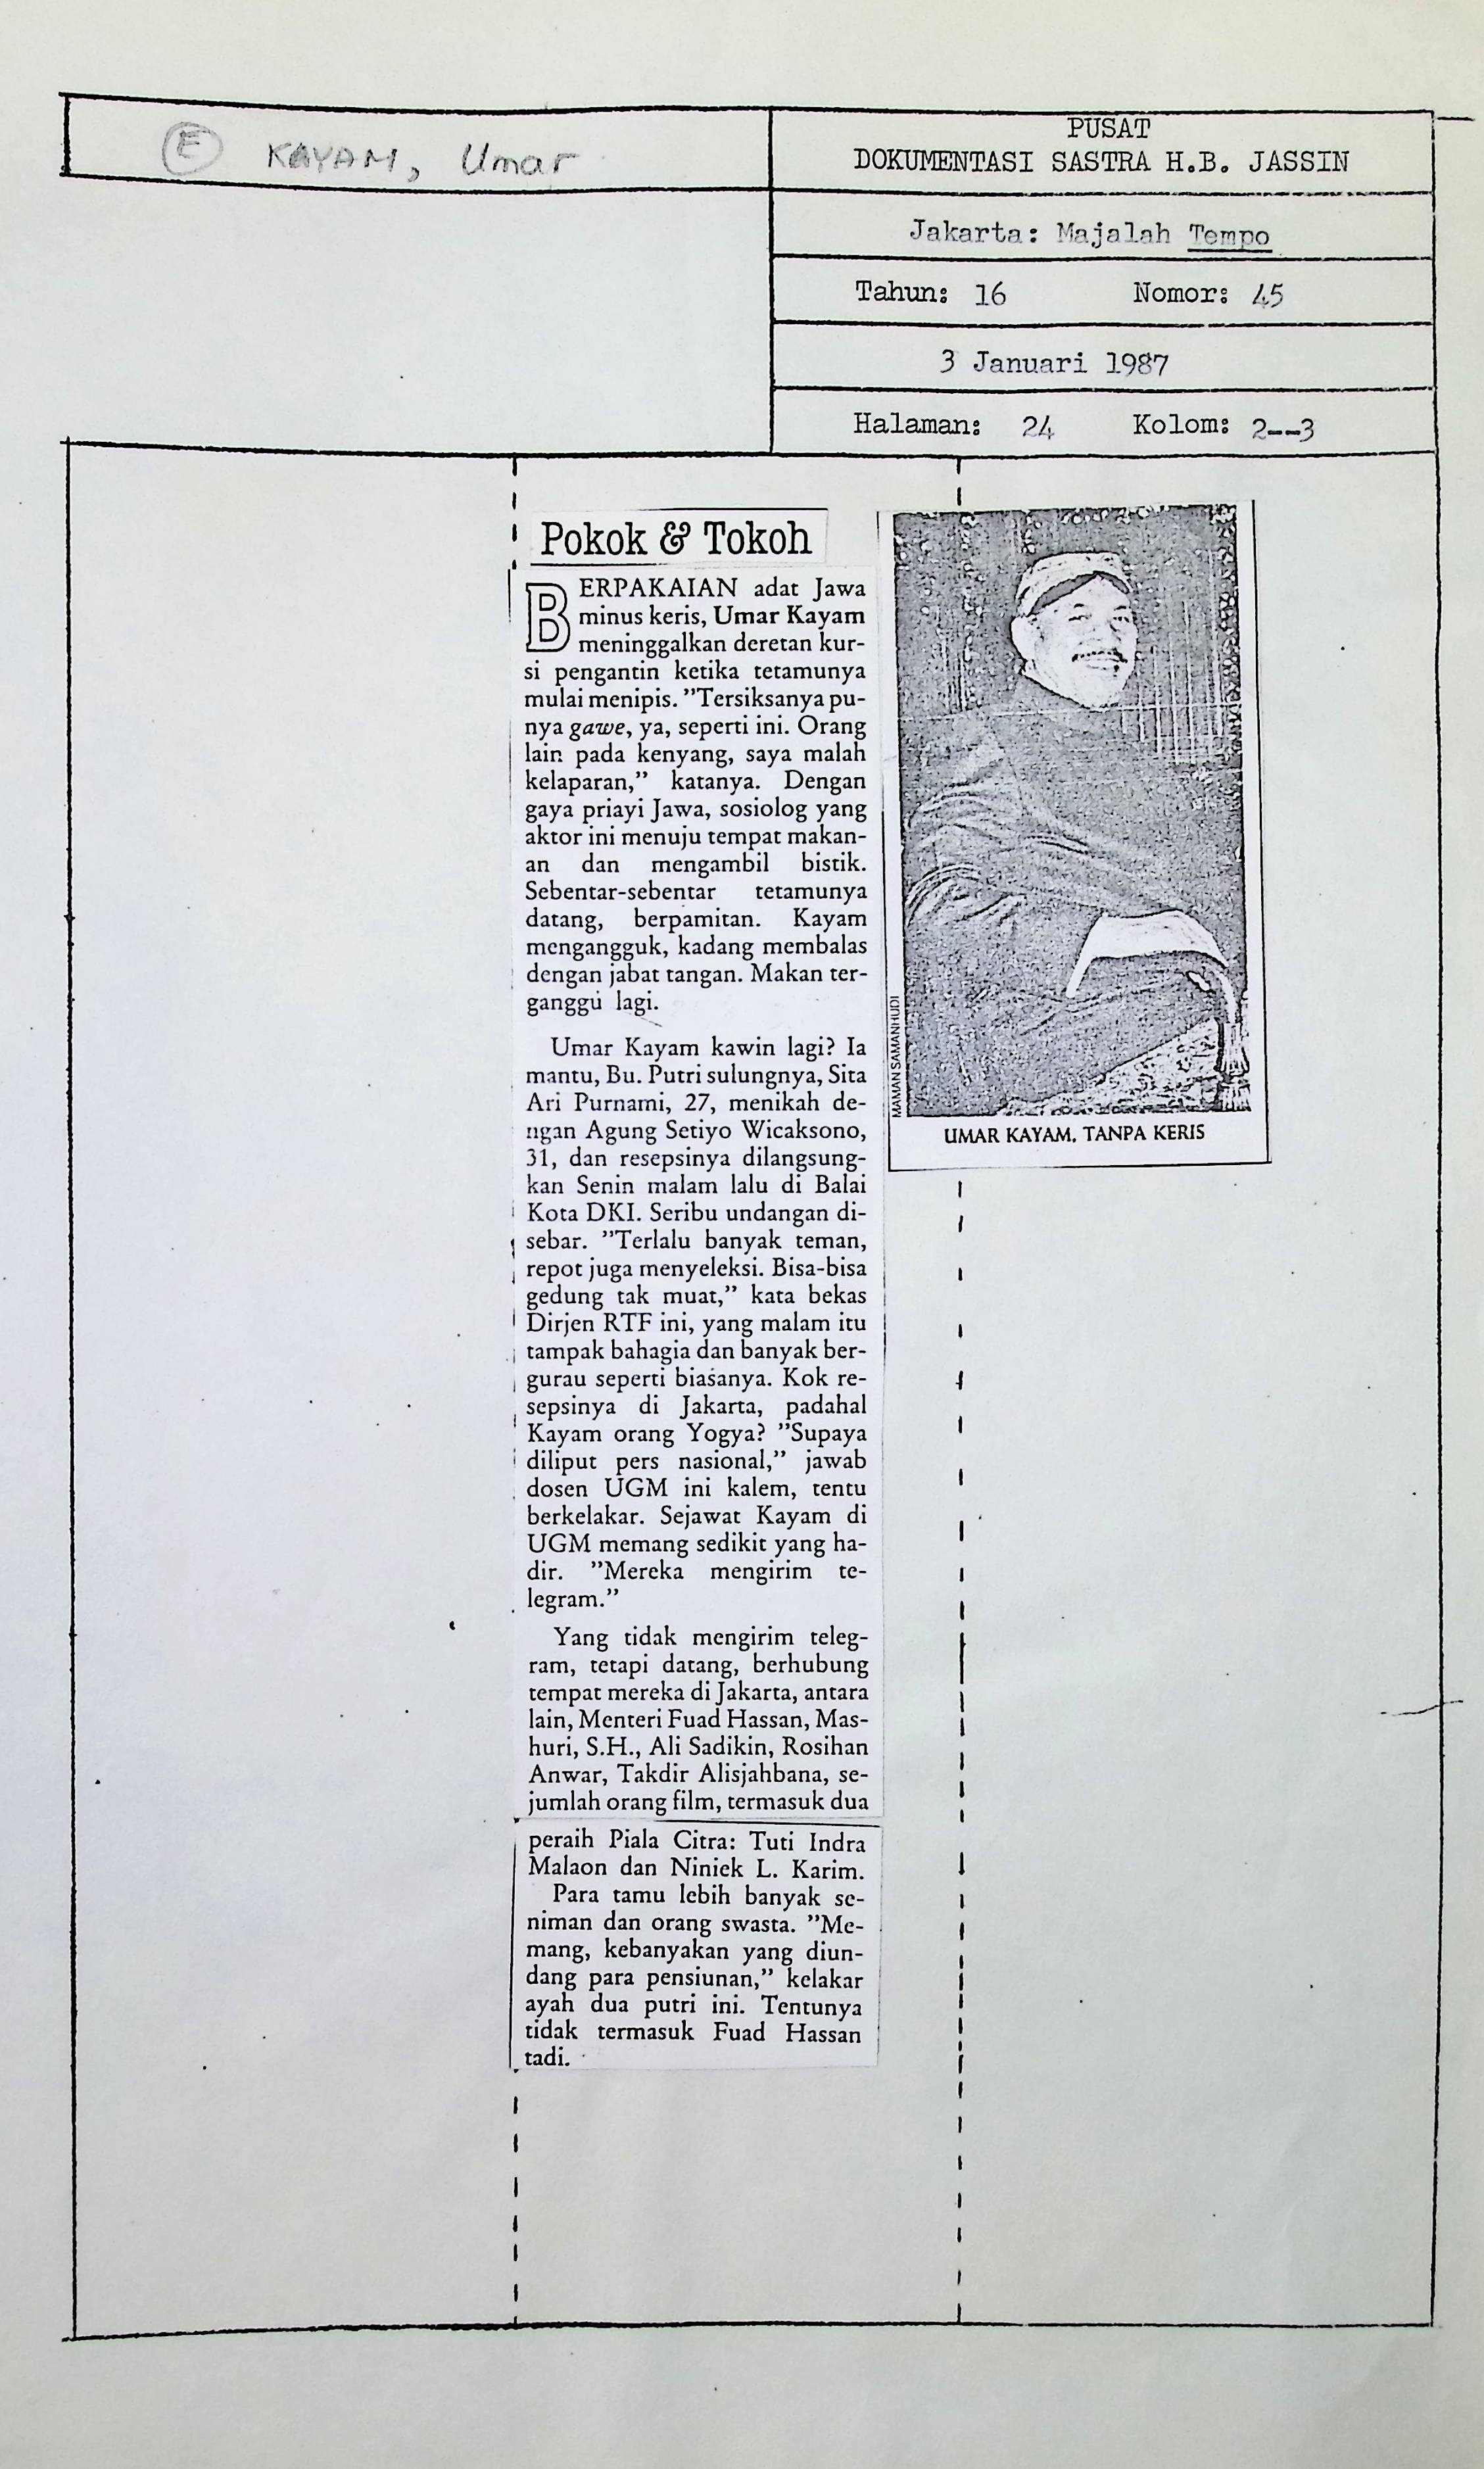 E KAYAM, Umar
PUSAT
DOKUMENTASI SASTRA H.B. JASSIN
Jakarta: Majalah Tempo
Tahun: 16 Nomor: 45
3 Januari 1987
Halaman: 24 Kolom: 2--3
Pokok & Tokoh
BERPAKAIAN adat Jawa
minus keris, Umar Kayam
meninggalkan deretan kur-
si pengantin ketika tetamunya
mulai menipis. ”Tersiksanya pu-
nya gawe, ya, seperti ini. Orang
lain pada kenyang, saya malah
kelaparan,” katanya. Dengan
gaya priayi Jawa, sosiolog yang
aktor ini menuju tempat makan-
an dan mengambil bistik.
Sebentar-sebentar tetamunya
datang, berpamitan. Kayam
mengangguk, kadang membalas
dengan jabat tangan. Makan ter-
ganggu lagi.
Umar Kayam kawin lagi? Ia
mantu, Bu. Putri sulungnya, Sita
Ari Purnami, 27, menikah de-
ngan Agung Setiyo Wicaksono,
31, dan resepsinya dilangsung-
kan Senin malam lalu di Balai
Kota DKI. Seribu undangan di-
sebar. ”Terlalu banyak teman,
repot juga menyeleksi. Bisa-bisa
gedung tak muat,” kata bekas
Dirjen RTF ini, yang malam itu
tampak bahagia dan banyak ber-
gurau seperti biasanya. Kok re-
sepsinya di Jakarta, padahal
Kayam orang Yogya? ”Supaya
diliput pers nasional,” jawab
dosen UGM ini kalem, tentu
berkelakar. Sejawat Kayam di
UGM memang sedikit yang ha-
dir. ”Mereka mengirim te-
legram.”
Yang tidak mengirim teleg-
ram, tetapi datang, berhubung
tempat mereka di Jakarta, antara
lain, Menteri Fuad Hassan, Mas-
huri, S.H., Ali Sadikin, Rosihan
Anwar, Takdir Alisjahbana, se-
jumlah orang film, termasuk dua
peraih Piala Citra: Tuti Indra
Malaon dan Niniek L. Karim.
Para tamu lebih banyak se-
niman dan orang swasta. ”Me-
mang, kebanyakan yang diun-
dang para pensiunan,” kelakar
ayah dua putri ini. Tentunya
tidak termasuk Fuad Hassan
tadi.
MAMAN SAMANHUDI
UMAR KAYAM. TANPA KERIS